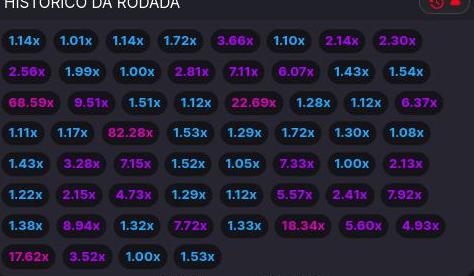 HISTÓRICO DA RODADA
1.14x 1.01x 1.14x 1.72x 3.66x 1.10x 2.14x 2.30x
2.56x 1.99x 1.00x 2.81x 7.11x 6.07x 1.43x 1.54x
68.59x 9.51x 1.51x 1.12x 22.69x 1.28x 1.12x 6.37x
1.11x 1.17x 82.28x 1.53x 1.29x 1.72x 1.30x 1.08x
1.43x 3.28x 7.15x 1.52x 1.05x 7.33x 1.00x 2.13x
1.22x 2.15x 4.73x 1.29x 1.12x 5.57x 2.41x 7.92x
1.38x 8.94x 1.32x 7.72x 1.33x 18.34x 5.60x 4.93x
17.62x 3.52x 1.00x 1.53x